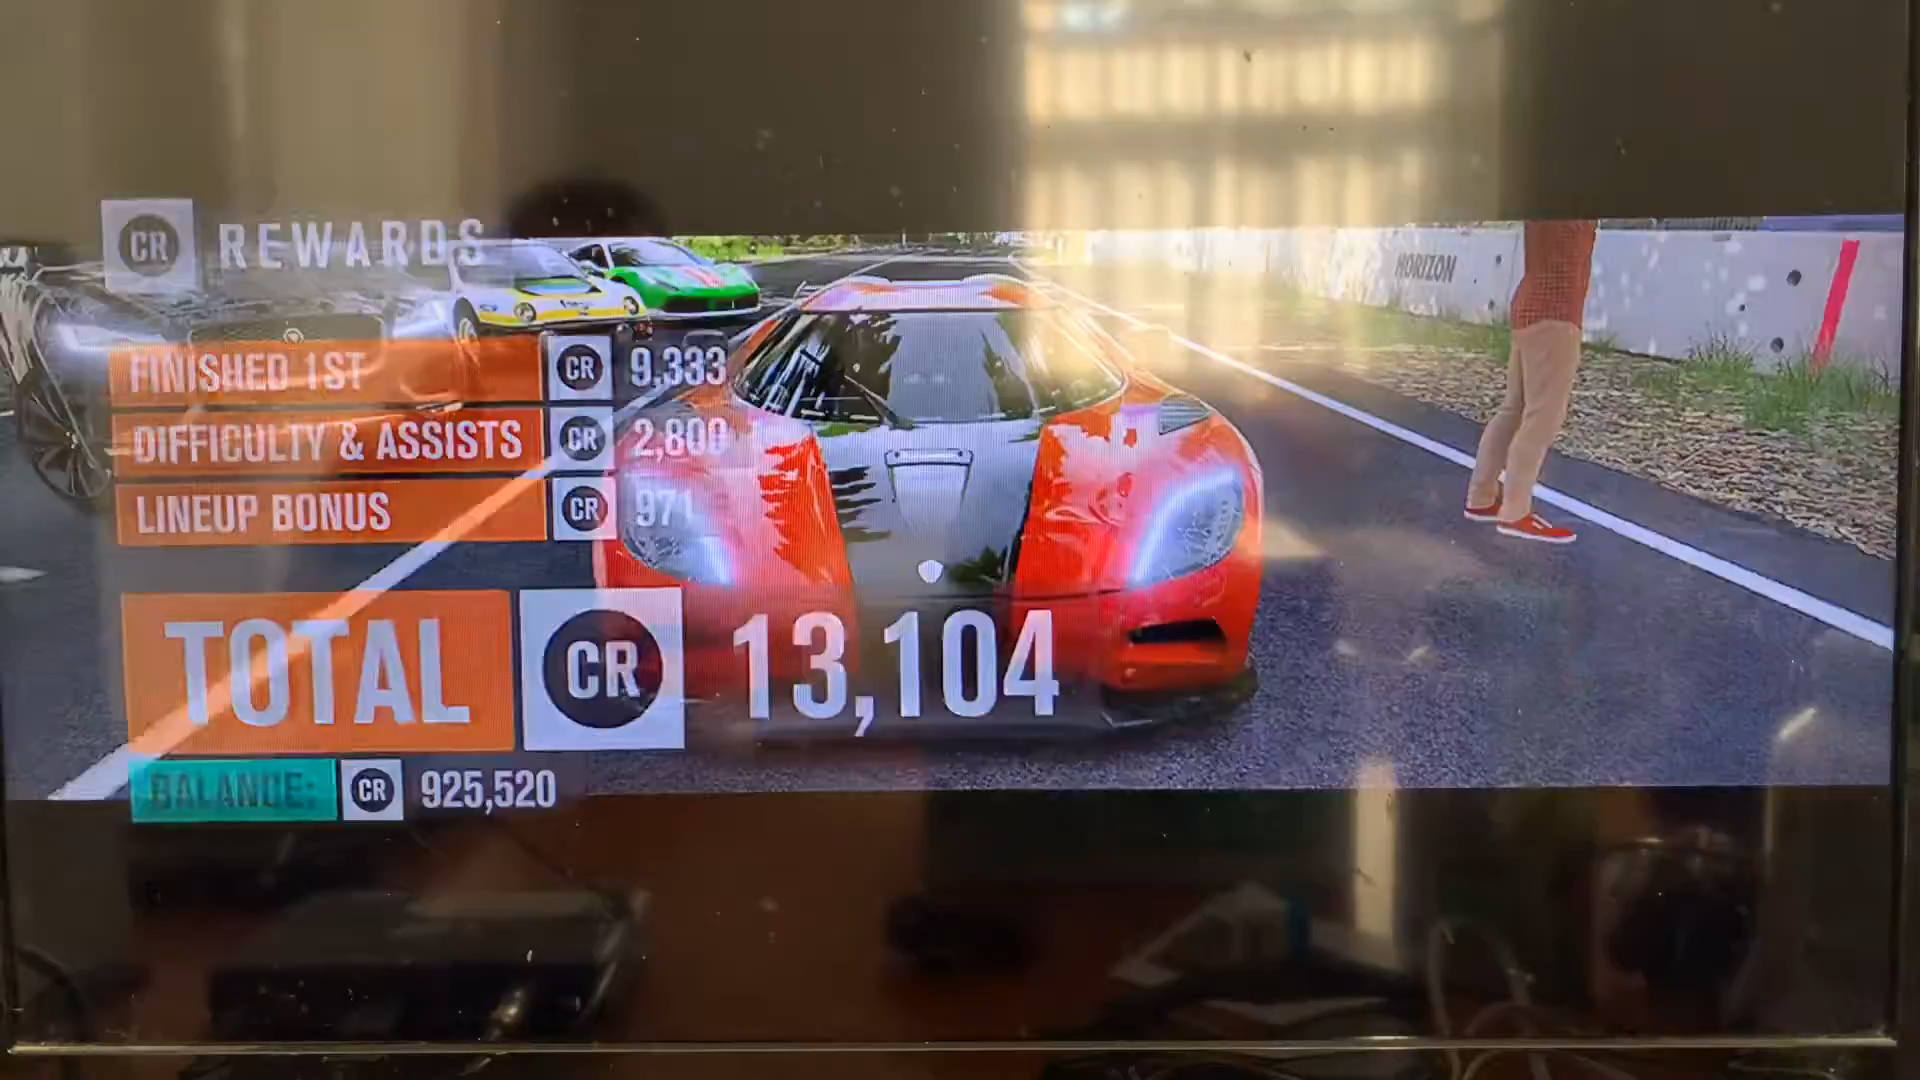 CR REWARDS
HORIZON
FINISHED 1ST CR 9,333
DIFFICULTY & ASSISTS CR 2,800
LINEUP BONUS CR 971
TOTAL CR 13,104
BALANCE: CR 925,520